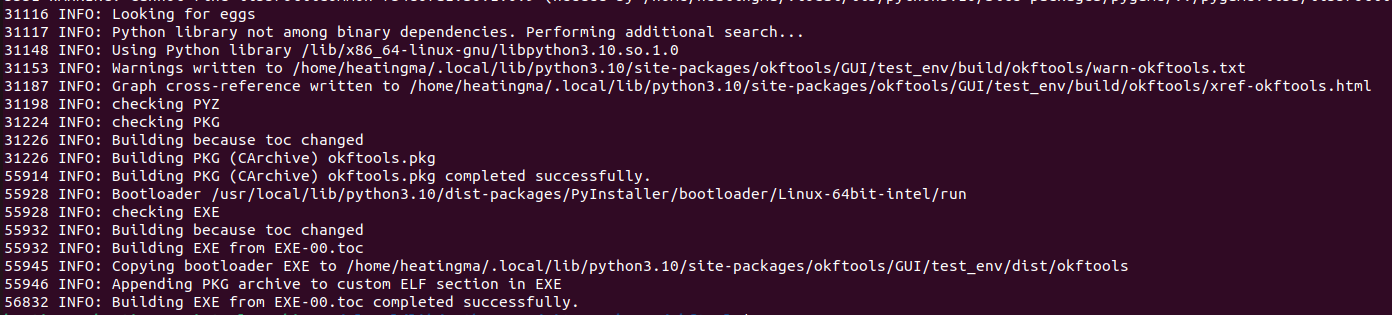 31116 INFO: Looking for eggs
31117 INFO: Python library not among binary dependencies. Performing additional search...
31148 INFO: Using Python library /lib/x86_64-linux-gnu/libpython3.10.so.1.0
31153 INFO: Warnings written to /home/heatingma/.local/lib/python3.10/site-packages/okftools/GUI/test_env/build/okftools/warn-okftools.txt
31187 INFO: Graph cross-reference written to /home/heatingma/.local/lib/python3.10/site-packages/okftools/GUI/test_env/build/okftools/xref-okftools.html
31198 INFO: checking PYZ
31224 INFO: checking PKG
31226 INFO: Building because toc changed
31226 INFO: Building PKG (CArchive) okftools.pkg
55914 INFO: Building PKG (CArchive) okftools.pkg completed successfully.
55928 INFO: Bootloader /usr/local/lib/python3.10/dist-packages/PyInstaller/bootloader/Linux-64bit-intel/run
55928 INFO: checking EXE
55932 INFO: Building because toc changed
55932 INFO: Building EXE from EXE-00.toc
55945 INFO: Copying bootloader EXE to /home/heatingma/.local/lib/python3.10/site-packages/okftools/GUI/test_env/dist/okftools
55946 INFO: Appending PKG archive to custom ELF section in EXE
56832 INFO: Building EXE from EXE-00.toc completed successfully.